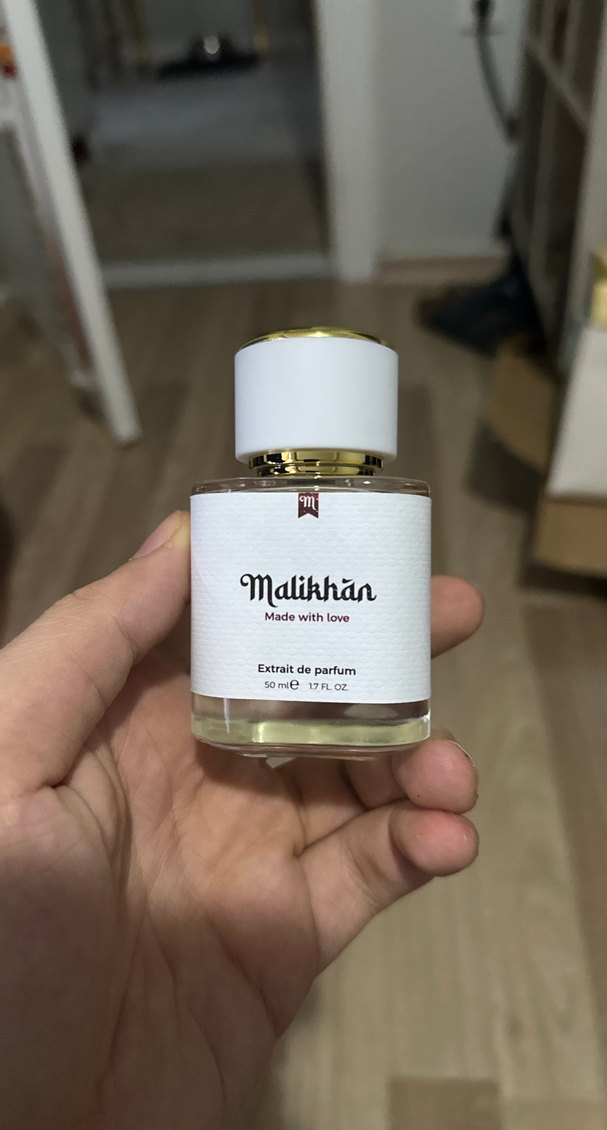 M
Malikhān
Made with love
Extrait de parfum
50 ml℮ 1.7 FL. OZ.